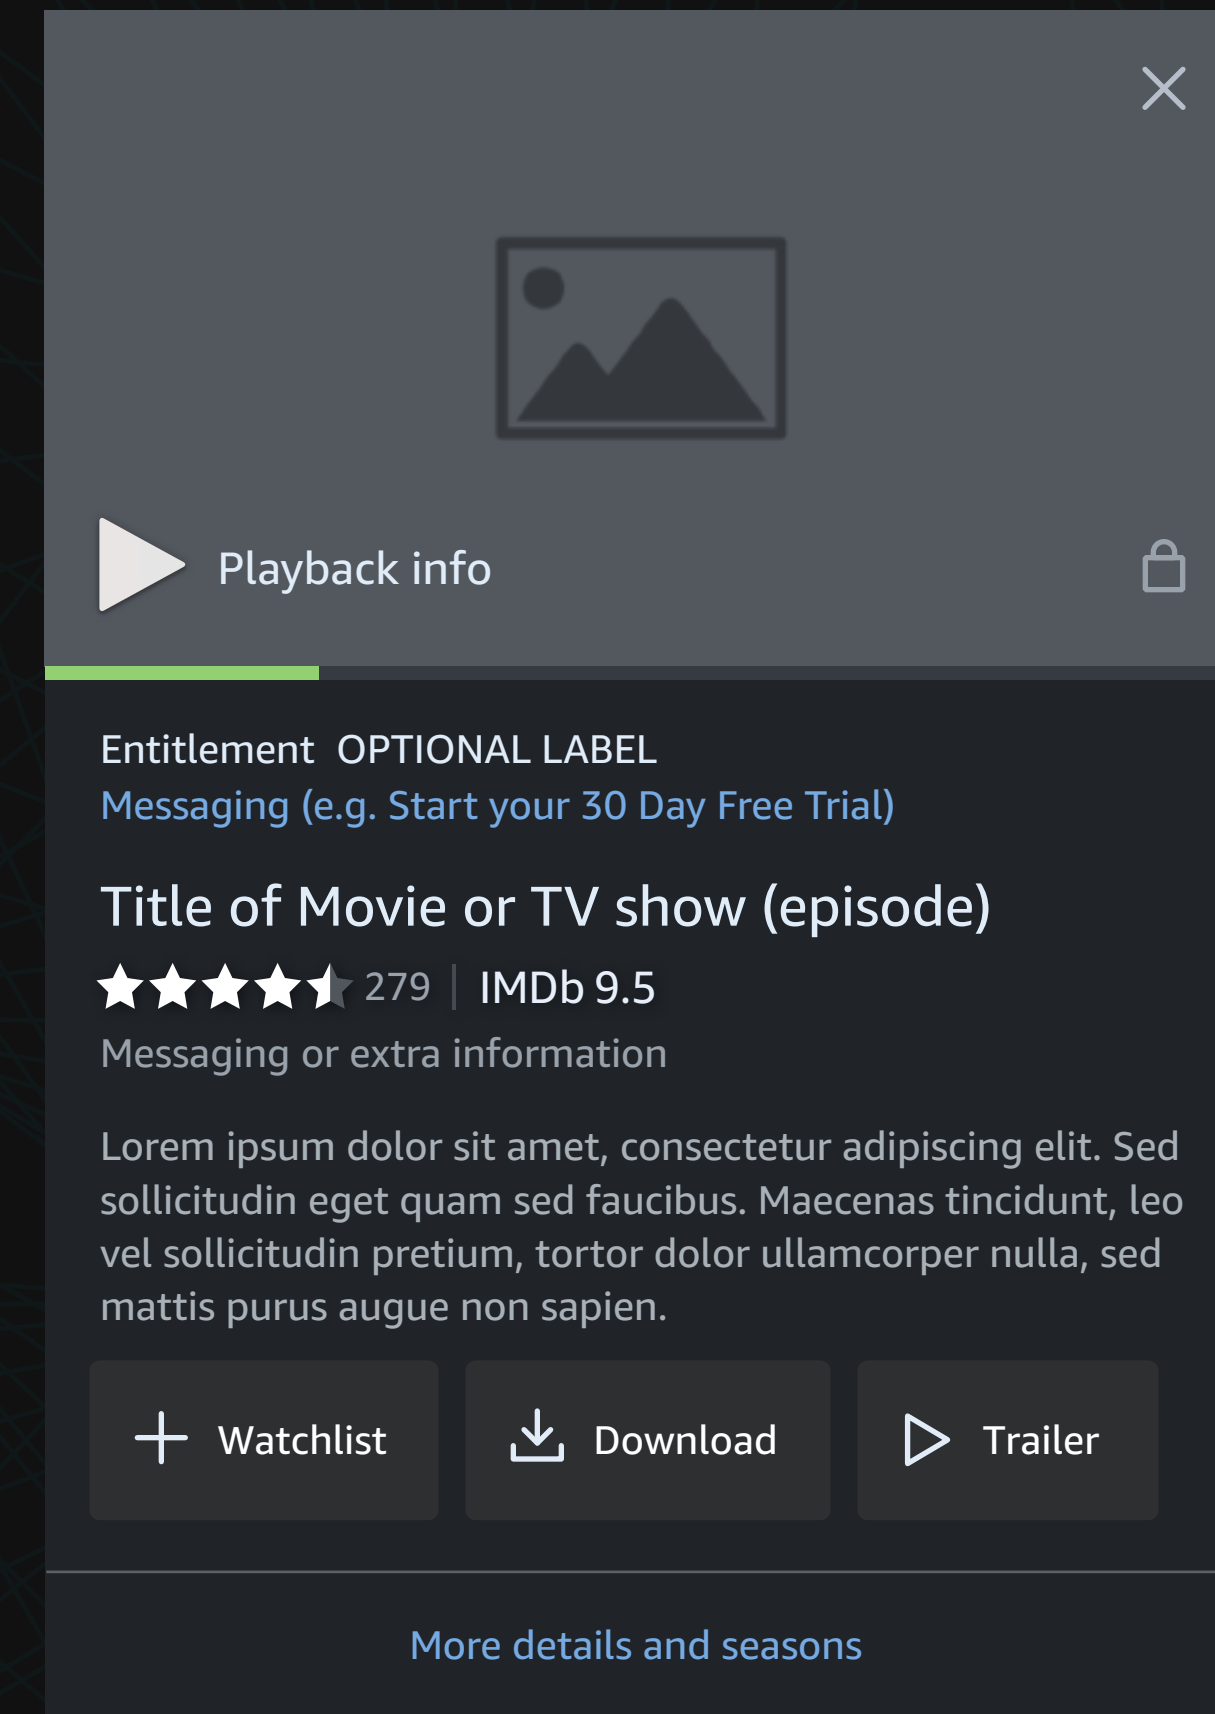 Playback info
Entitlement OPTIONAL LABEL
Messaging (e.g. Start your 30 Day Free Trial)
Title of Movie or TV show (episode)
279 | IMDb 9.5
Messaging or extra information
Lorem ipsum dolor sit amet, consectetur adipiscing elit. Sed
sollicitudin eget quam sed faucibus. Maecenas tincidunt, leo
vel sollicitudin pretium, tortor dolor ullamcorper nulla, sed
mattis purus augue non sapien.
Watchlist Download Trailer
More details and seasons